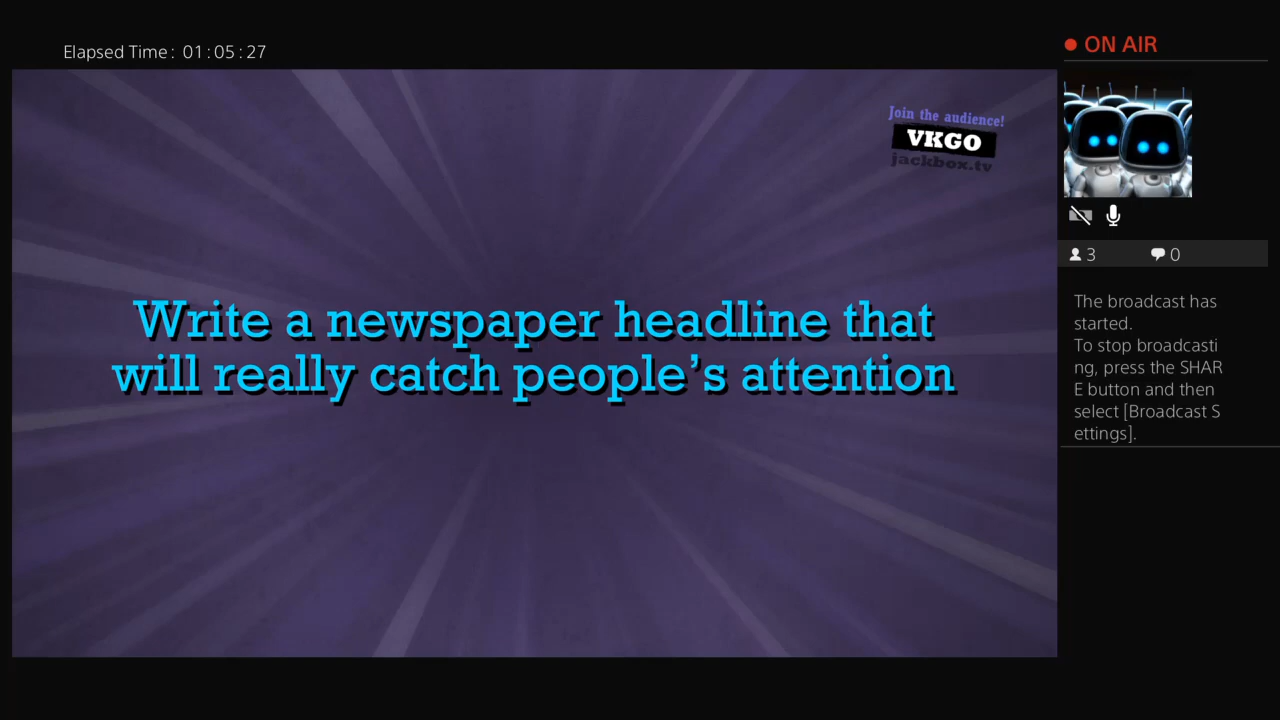 Elapsed Time: 01:05:27
ON AIR
Join the audience!
VKGO
jackbox.tv
3 0
Write a newspaper headline that
will really catch people's attention
The broadcast has
started.
To stop broadcasti
ng, press the SHAR
E button and then
select [Broadcast S
ettings].